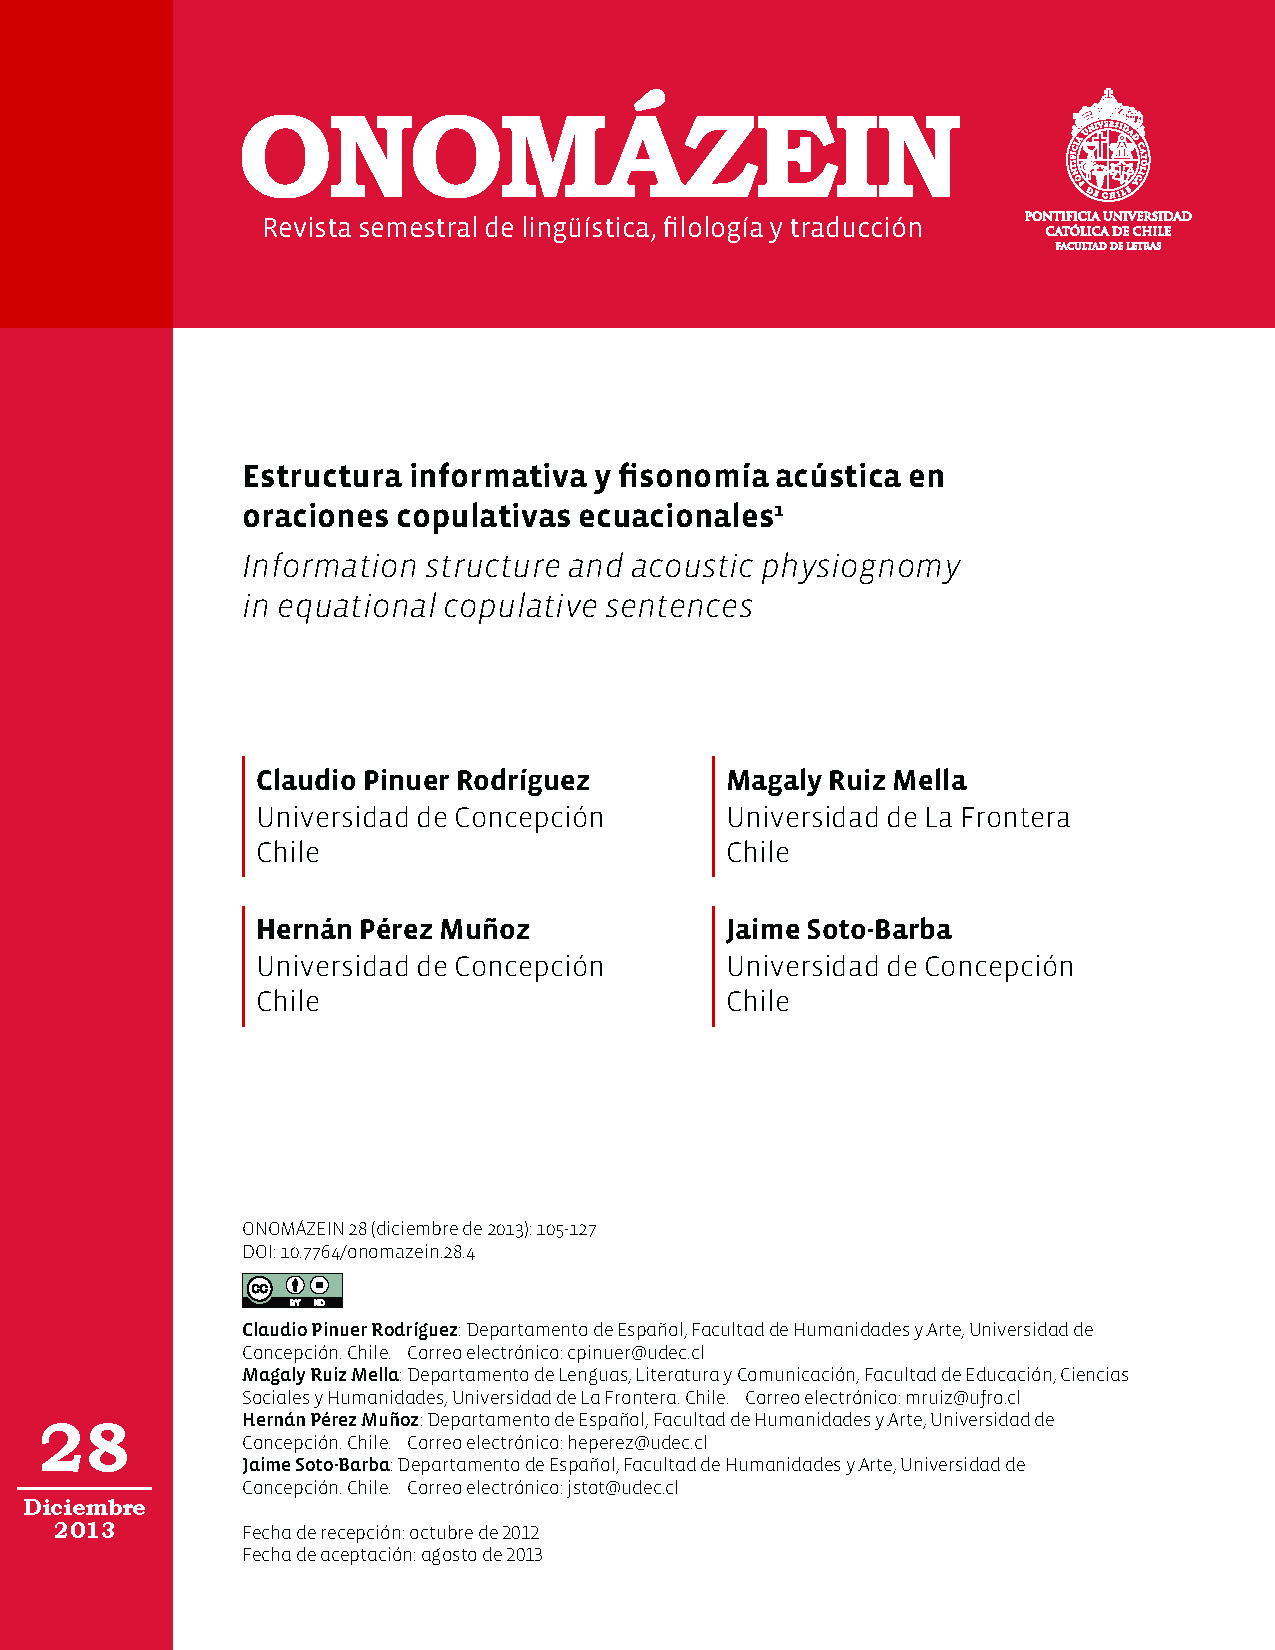 ONOMÁZEIN
Revista semestral de lingüística, filología y traducción
PONTIFICIA UNIVERSIDAD CATÓLICA DE CHILE
PONTIFICIA UNIVERSIDAD
CATÓLICA DE CHILE
FACULTAD DE LETRAS
Estructura informativa y fisonomía acústica en
oraciones copulativas ecuacionales¹
Information structure and acoustic physiognomy
in equational copulative sentences
Claudio Pinuer Rodríguez
Universidad de Concepción
Chile
Magaly Ruiz Mella
Universidad de La Frontera
Chile
Hernán Pérez Muñoz
Universidad de Concepción
Chile
Jaime Soto-Barba
Universidad de Concepción
Chile
ONOMÁZEIN 28 (diciembre de 2013): 105-127
DOI: 10.7764/onomazein.28.4
CC BY ND
Claudio Pinuer Rodríguez: Departamento de Español, Facultad de Humanidades y Arte, Universidad de
Concepción. Chile. Correo electrónico: cpinuer@udec.cl
Magaly Ruiz Mella: Departamento de Lenguas, Literatura y Comunicación, Facultad de Educación, Ciencias
Sociales y Humanidades, Universidad de La Frontera. Chile. Correo electrónico: mruiz@ufro.cl
Hernán Pérez Muñoz: Departamento de Español, Facultad de Humanidades y Arte, Universidad de
Concepción. Chile. Correo electrónico: heperez@udec.cl
Jaime Soto-Barba: Departamento de Español, Facultad de Humanidades y Arte, Universidad de
Concepción. Chile. Correo electrónico: jstot@udec.cl
Fecha de recepción: octubre de 2012
Fecha de aceptación: agosto de 2013
28
Diciembre
2013